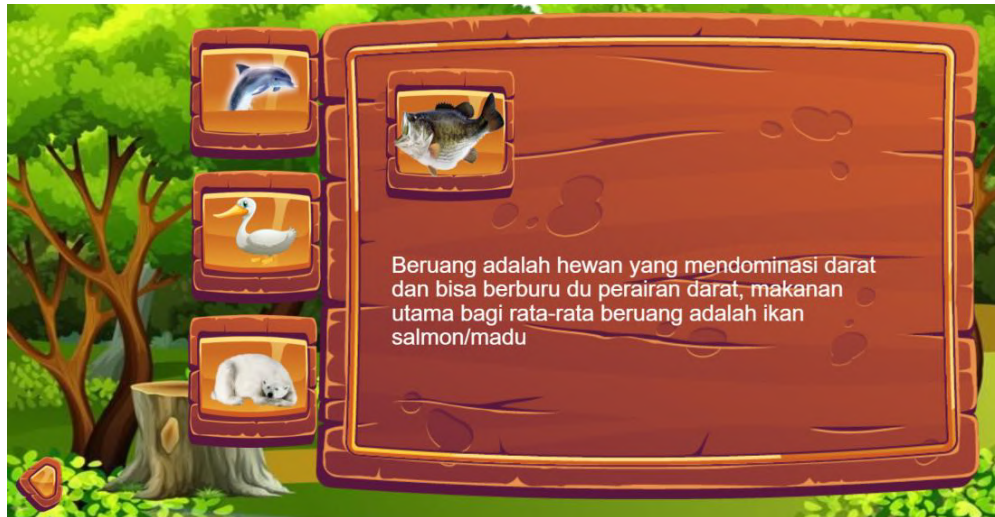 Beruang adalah hewan yang mendominasi darat
dan bisa berburu du perairan darat, makanan
utama bagi rata-rata beruang adalah ikan
salmon/madu